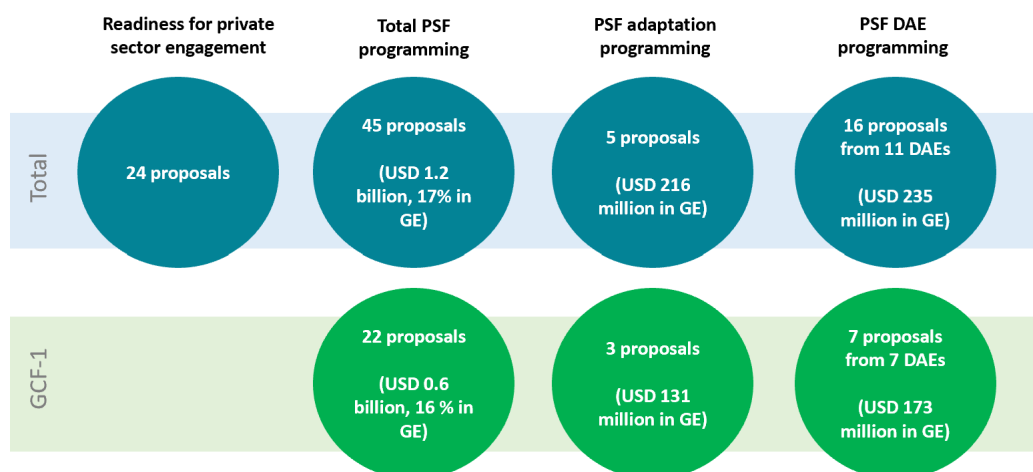 Readiness for private
sector engagement
Total PSF
programming
PSF adaptation
programming
PSF DAE
programming
Total
24 proposals
45 proposals
(USD 1.2
billion, 17% in
GE)
5 proposals
(USD 216
million in GE)
16 proposals
from 11 DAEs
(USD 235
million in GE)
GCF-1
22 proposals
(USD 0.6
billion, 16 % in
GE)
3 proposals
(USD 131
million in GE)
7 proposals
from 7 DAEs
(USD 173
million in GE)